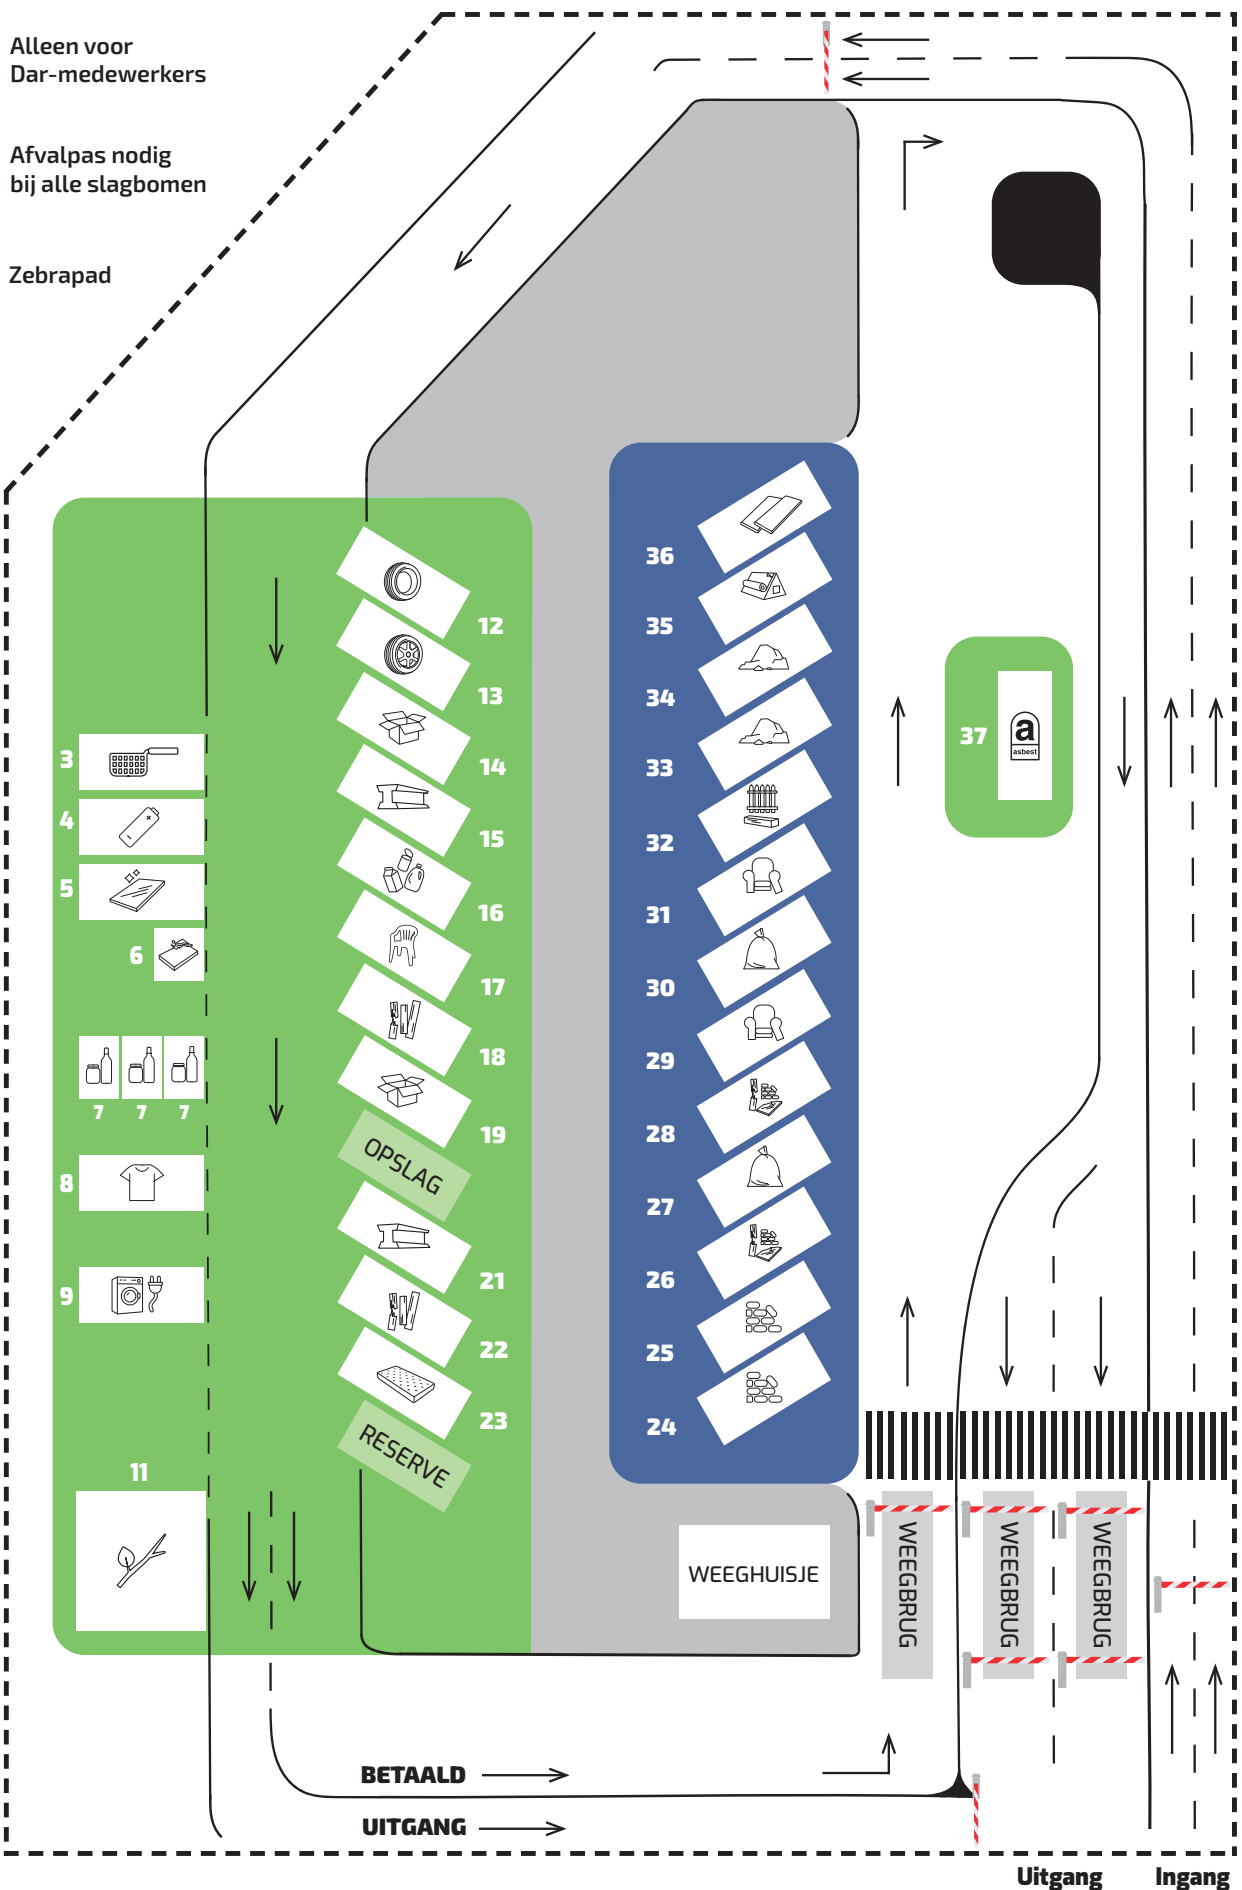 Alleen voor
Dar-medewerkers
Afvalpas nodig
bij alle slagbomen
Zebrapad
3
4
5
6
7 7 7
8
9
11
12
13
14
15
16
17
18
19
OPSLAG
21
22
23
RESERVE
36
35
34
33
32
31
30
29
28
27
26
25
24
37
a
asbest
WEEGHUISJE
WEEGBRUG
WEEGBRUG
WEEGBRUG
BETAALD
UITGANG
Uitgang
Ingang